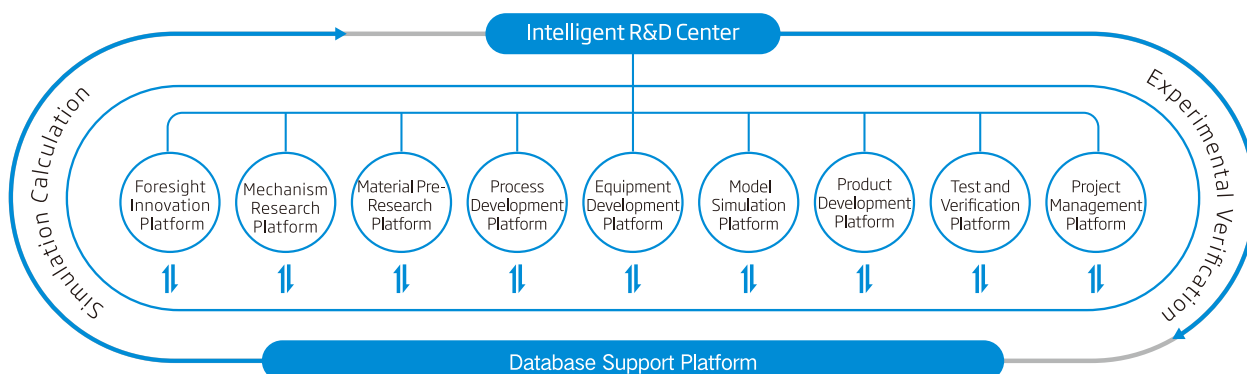 Intelligent R&D Center
Simulation Calculation
Experimental Verification
Foresight
Innovation
Platform
Mechanism
Research
Platform
Material Pre-
Research
Platform
Process
Development
Platform
Equipment
Development
Platform
Model
Simulation
Platform
Product
Development
Platform
Test and
Verification
Platform
Project
Management
Platform
Database Support Platform